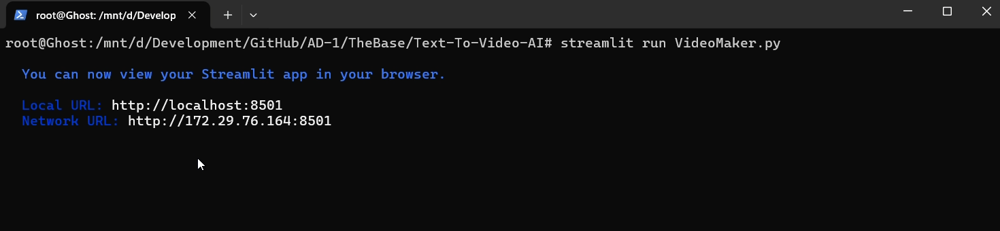 root@Ghost: /mnt/d/Develop
root@Ghost:/mnt/d/Development/GitHub/AD-1/TheBase/Text-To-Video-AI# streamlit run VideoMaker.py
You can now view your Streamlit app in your browser.
Local URL: http://localhost:8501
Network URL: http://172.29.76.164:8501